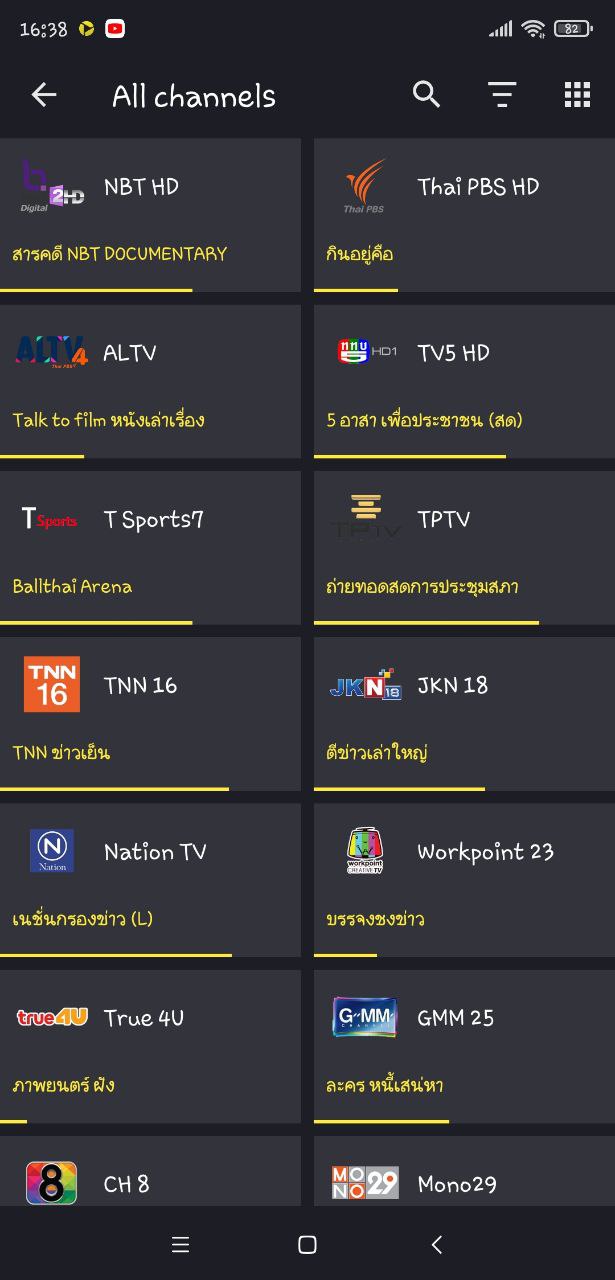 16:38
82
All channels
b.
2HD
Digital
NBT HD
Thai PBS
Thai PBS HD
สารคดี NBT DOCUMENTARY
กินอยู่คือ
ALTV4
Thai PBS
ALTV
ททบ HD1
TV5 HD
Talk to film หนังเล่าเรื่อง
5 อาสา เพื่อประชาชน (สด)
T Sports
T Sports7
TPTV
TPTV
Ballthai Arena
ถ่ายทอดสดการประชุมสภา
TNN
16
TNN 16
JKN 18
JKN 18
TNN ข่าวเย็น
ตีข่าวเล่าใหญ่
N
Nation
Nation TV
workpoint
CREATIVE TV
Workpoint 23
เนชั่นกรองข่าว (L)
บรรจงชงข่าว
true4U
True 4U
G"MM
CHANNEL
GMM 25
ภาพยนตร์ ฝัง
ละคร หนี้เสน่หา
8
CH 8
MONO 29
Mono29